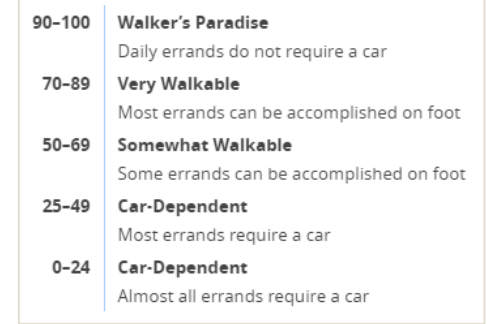 90–100 Walker's Paradise
Daily errands do not require a car
70–89 Very Walkable
Most errands can be accomplished on foot
50–69 Somewhat Walkable
Some errands can be accomplished on foot
25–49 Car-Dependent
Most errands require a car
0–24 Car-Dependent
Almost all errands require a car